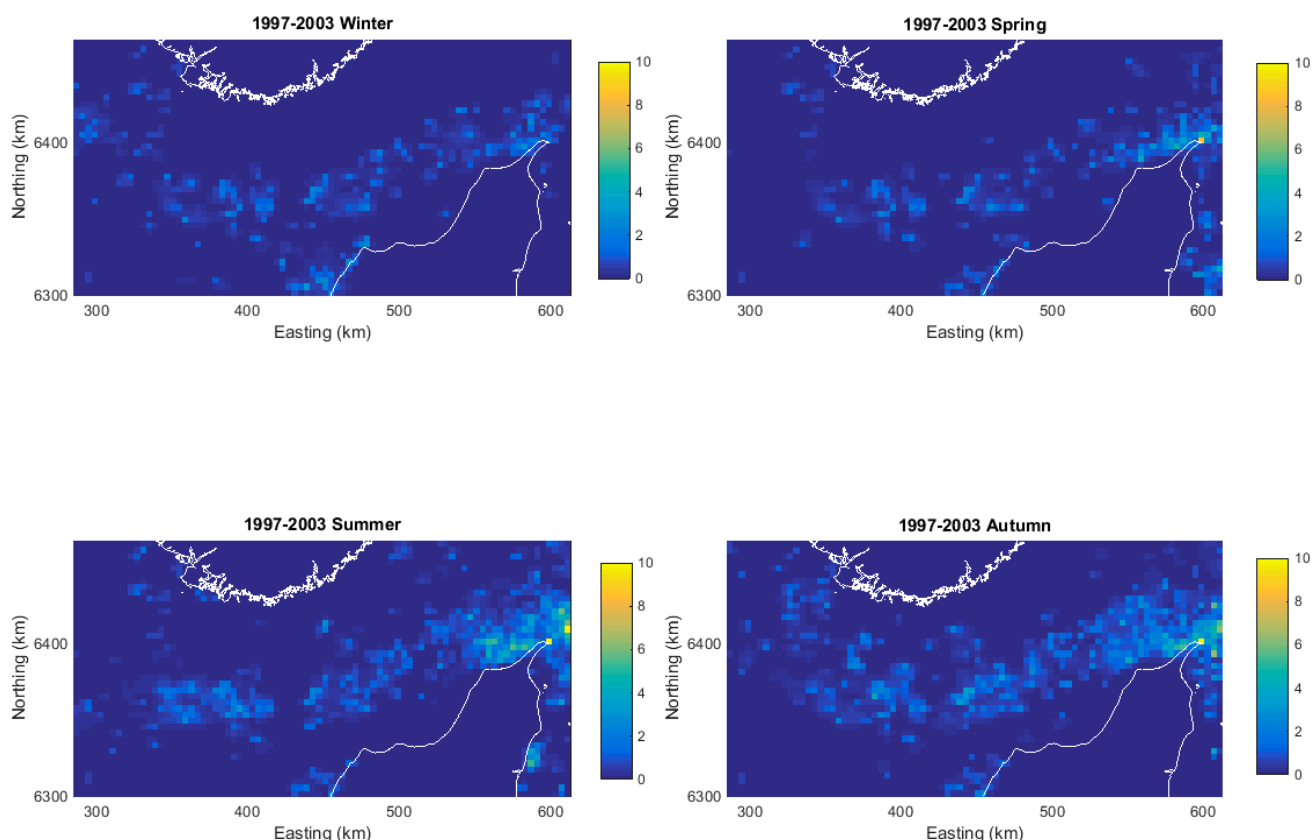 1997-2003 Winter
Northing (km)
6400
6300
300 400 500 600
Easting (km)
10
8
6
4
2
0
1997-2003 Spring
Northing (km)
6400
6300
300 400 500 600
Easting (km)
10
8
6
4
2
0
1997-2003 Summer
Northing (km)
6400
6300
300 400 500 600
Easting (km)
10
8
6
4
2
0
1997-2003 Autumn
Northing (km)
6400
6300
300 400 500 600
Easting (km)
10
8
6
4
2
0